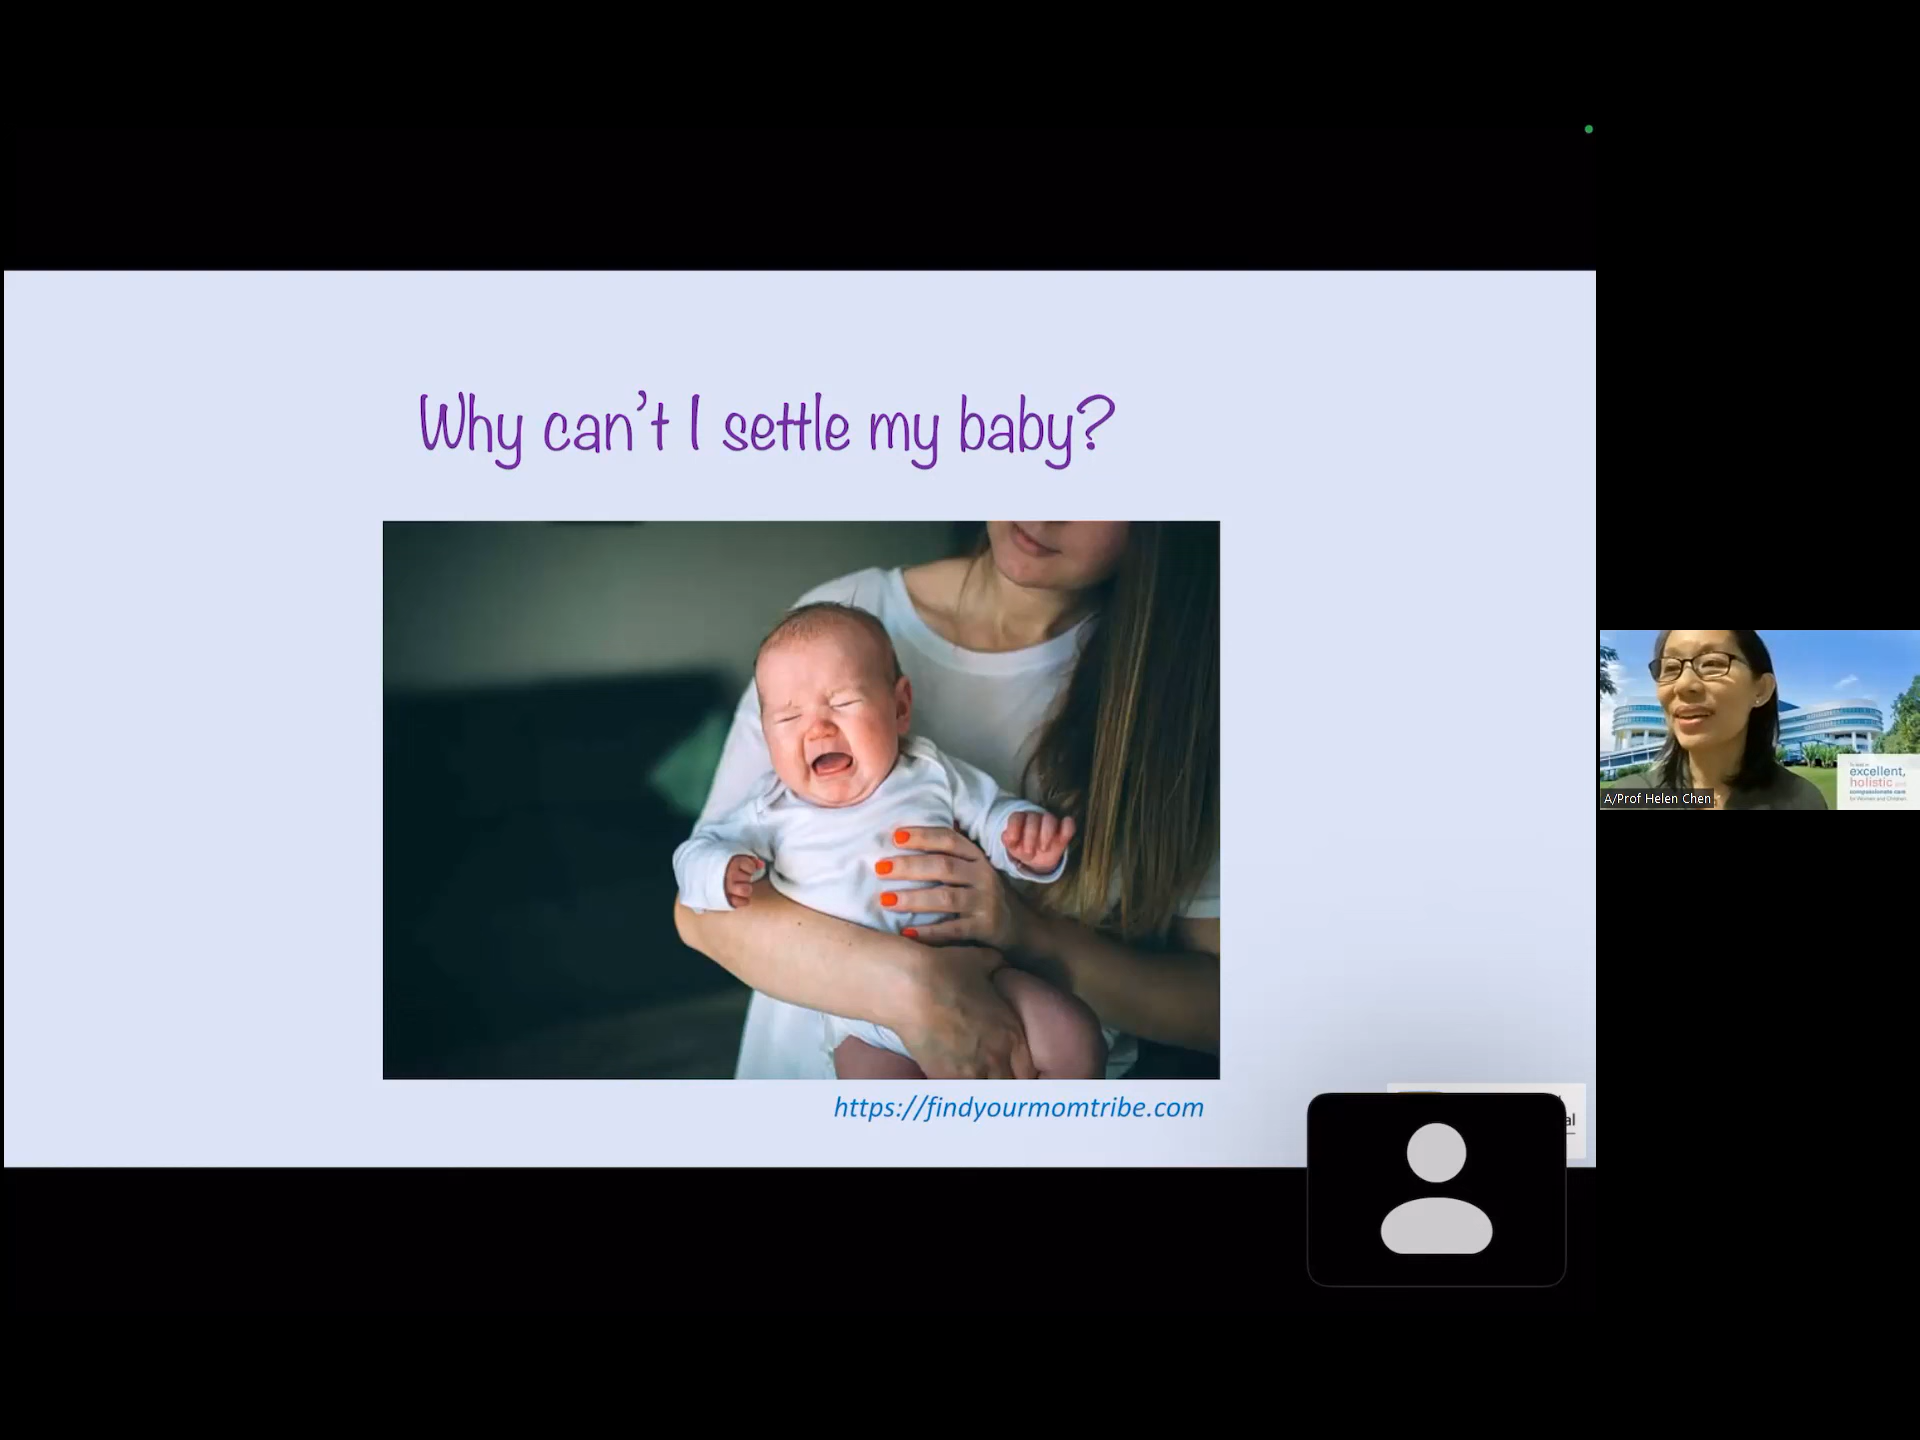 Why can't I settle my baby?
https://findyourmomtribe.com
al
excellent,
holistic and
compassionate care
for Women and Children
A/Prof Helen Chen